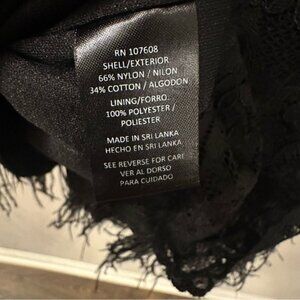 RN 107608
SHELL/EXTERIOR
66% NYLON / NILON
34% COTTON / ALGODON
LINING/FORRO
100% POLYESTER /
POLIESTER
MADE IN SRI LANKA
HECHO EN SRI LANKA
SEE REVERSE FOR CARE
VER AL DORSO
PARA CUIDADO